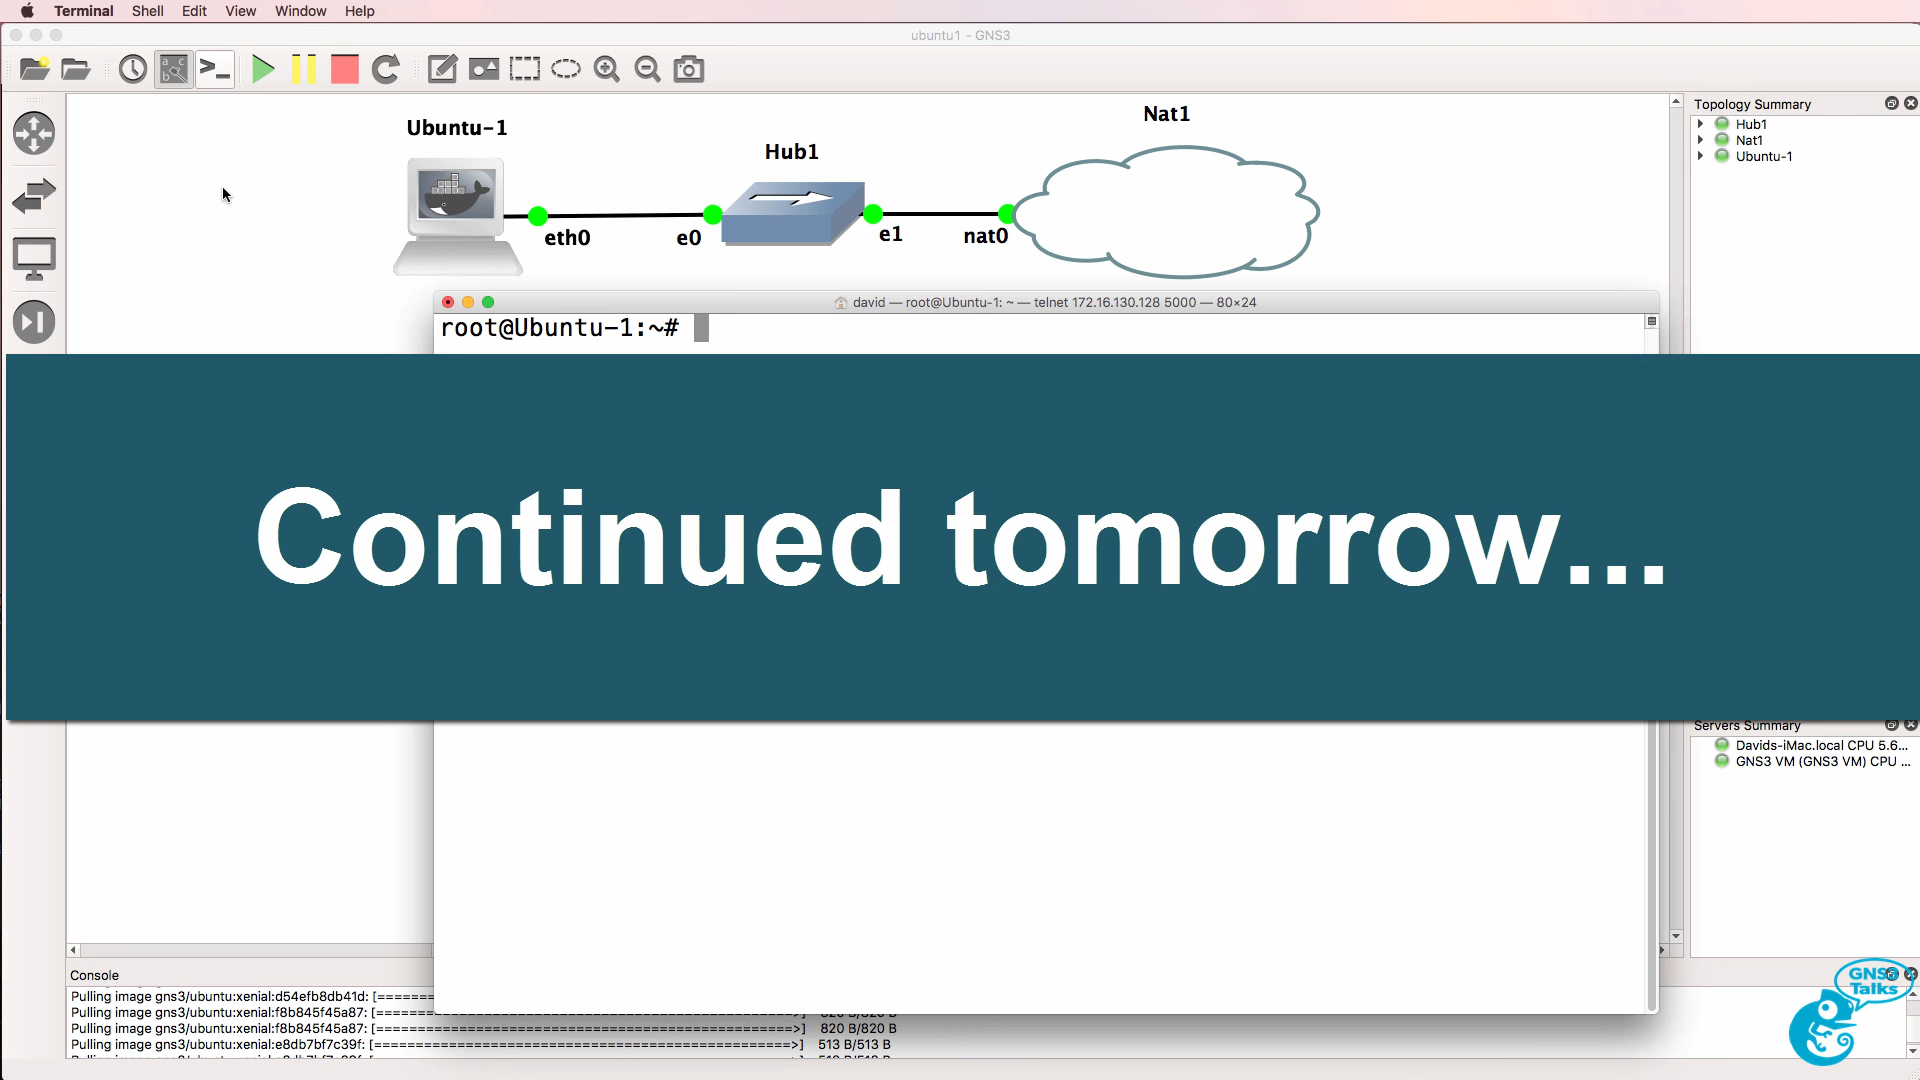 Terminal Shell Edit View Window Help
ubuntu1 - GNS3
Topology Summary
Hub1
Nat1
Ubuntu-1
Ubuntu-1
Hub1
Nat1
eth0
e0
e1
nat0
david — root@Ubuntu-1: ~ — telnet 172.16.130.128 5000 — 80×24
root@Ubuntu-1:~#
Continued tomorrow...
Servers Summary
Davids-iMac.local CPU 5.6...
GNS3 VM (GNS3 VM) CPU ...
Console
Pulling image gns3/ubuntu:xenial:d54efb8db41d: [=======
Pulling image gns3/ubuntu:xenial:f8b845f45a87: [
Pulling image gns3/ubuntu:xenial:f8b845f45a87: [==================================================>] 820 B/820 B
Pulling image gns3/ubuntu:xenial:e8db7bf7c39f: [==================================================>] 513 B/513 B
GNS3
Talks